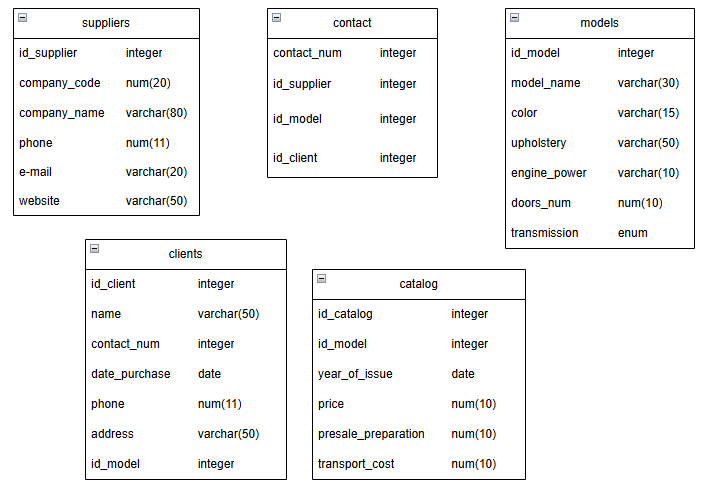 suppliers
id_supplier integer
company_code num(20)
company_name varchar(80)
phone num(11)
e-mail varchar(20)
website varchar(50)
contact
contact_num integer
id_supplier integer
id_model integer
id_client integer
models
id_model integer
model_name varchar(30)
color varchar(15)
upholstery varchar(50)
engine_power varchar(10)
doors_num num(10)
transmission enum
clients
id_client integer
name varchar(50)
contact_num integer
date_purchase date
phone num(11)
address varchar(50)
id_model integer
catalog
id_catalog integer
id_model integer
year_of_issue date
price num(10)
presale_preparation num(10)
transport_cost num(10)